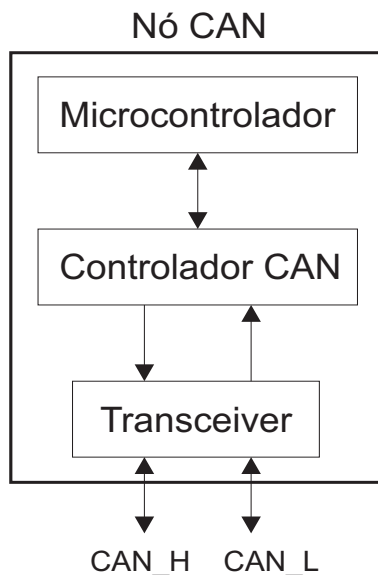 Nó CAN
Microcontrolador
Controlador CAN
Transceiver
CAN_H CAN_L